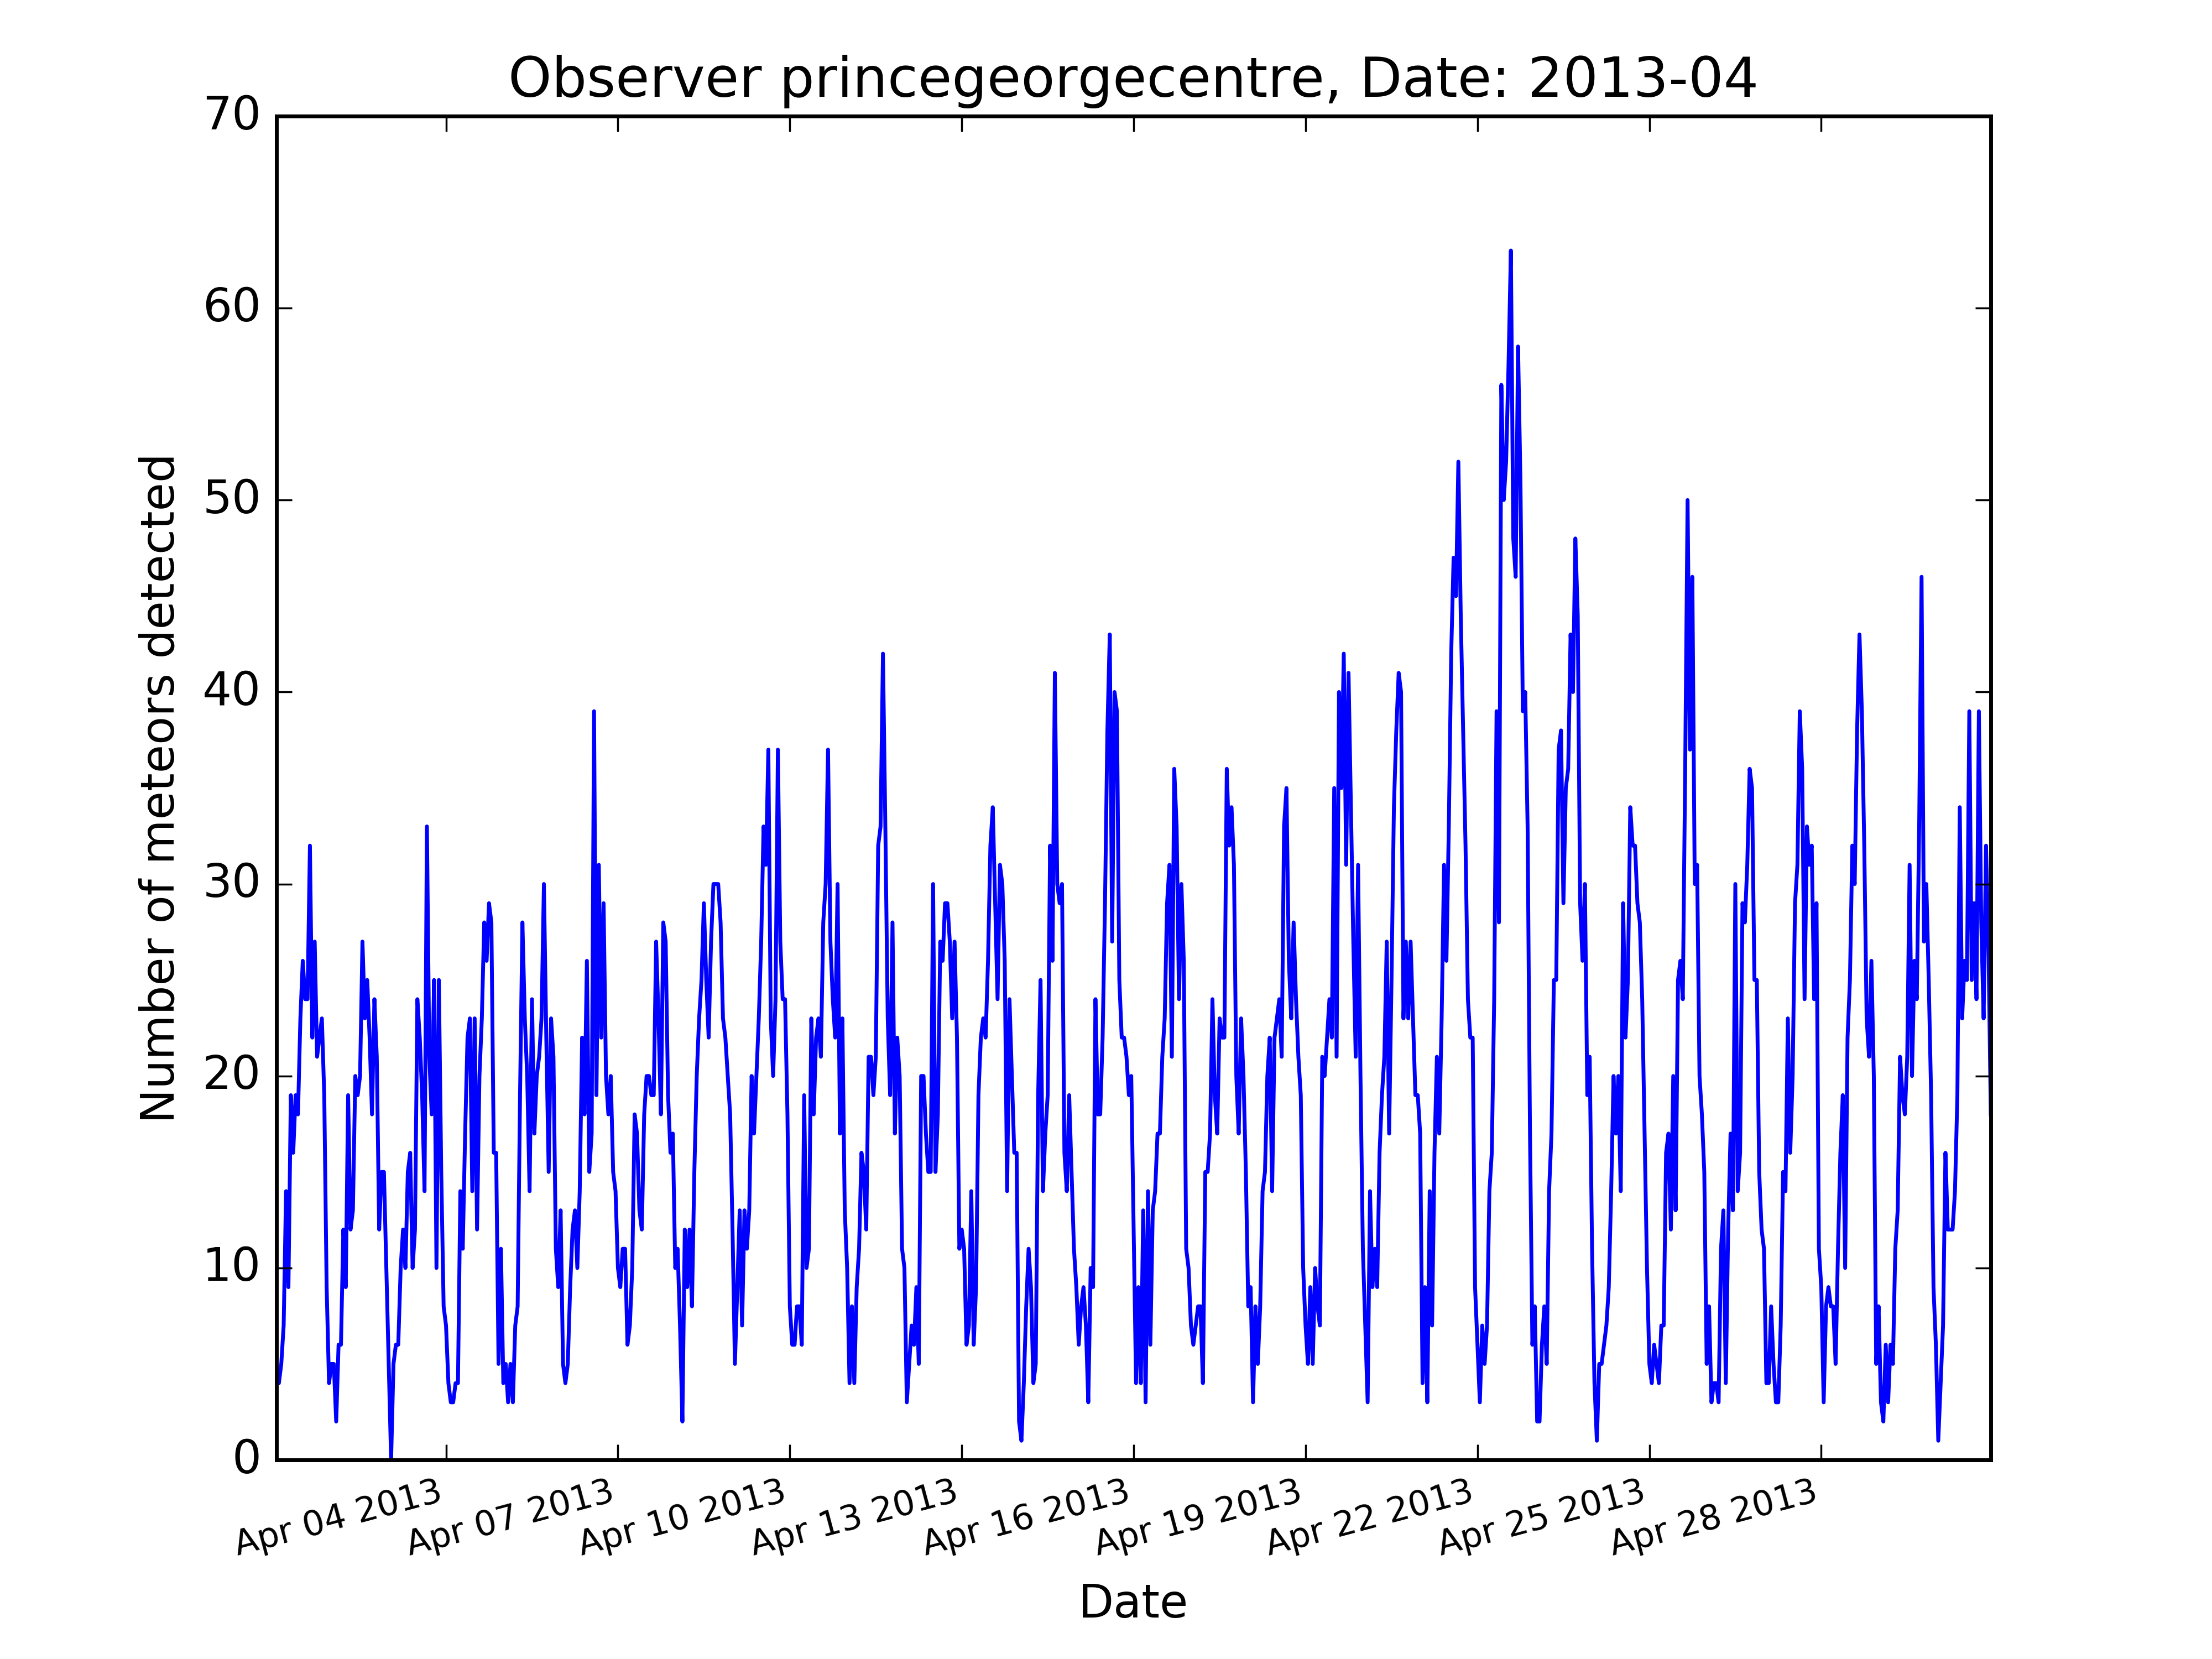 Observer princegeorgecentre, Date: 2013-04
70
60
50
40
30
20
10
0
Number of meteors detected
Apr 04 2013
Apr 07 2013
Apr 10 2013
Apr 13 2013
Apr 16 2013
Apr 19 2013
Apr 22 2013
Apr 25 2013
Apr 28 2013
Date